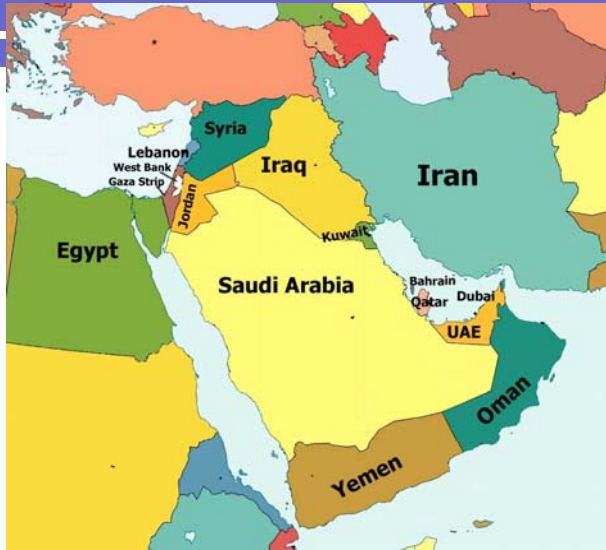 Syria
Lebanon
West Bank
Gaza Strip
Iraq
Iran
Jordan
Kuwait
Egypt
Saudi Arabia
Bahrain
Qatar
Dubai
UAE
Oman
Yemen